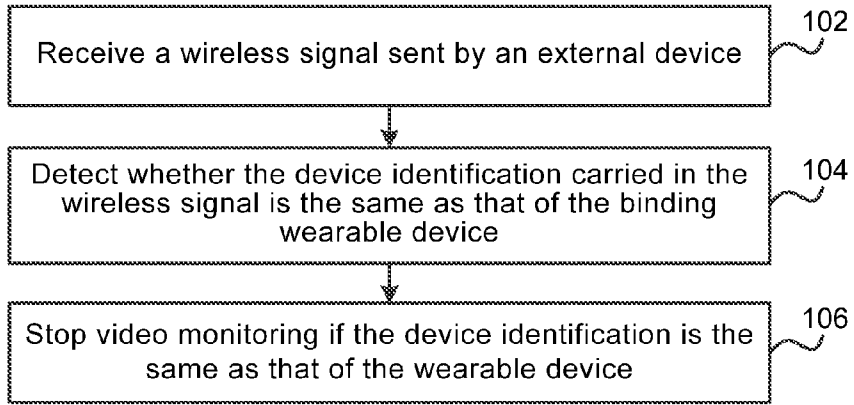 102
Receive a wireless signal sent by an external device
104
Detect whether the device identification carried in the
wireless signal is the same as that of the binding
wearable device
106
Stop video monitoring if the device identification is the
same as that of the wearable device